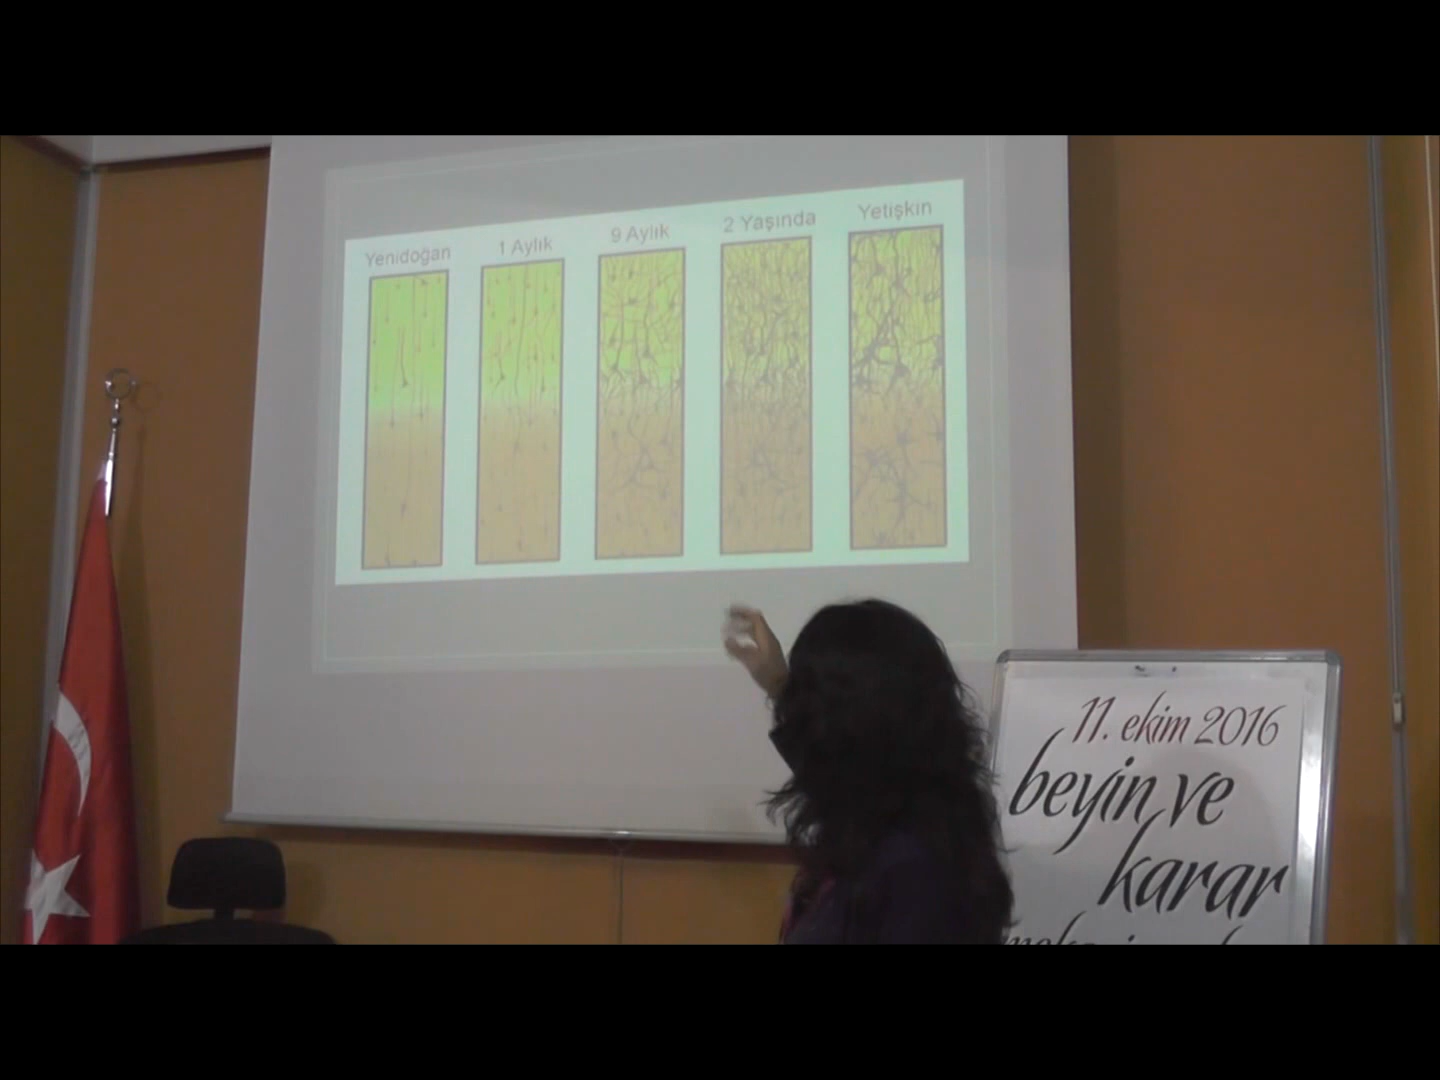 Yenidoğan
1 Aylık
9 Aylık
2 Yaşında
Yetişkin
11. ekim 2016
beyin ve
karar